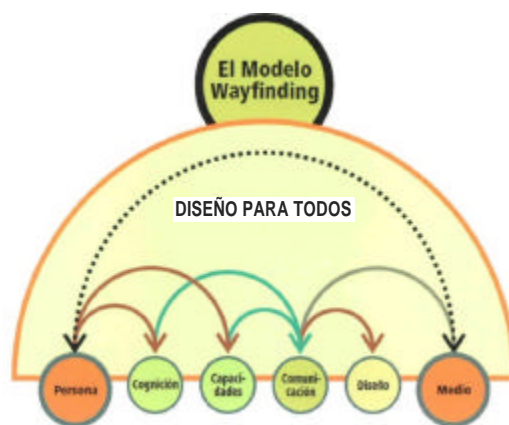 El Modelo
Wayfinding
DISEÑO PARA TODOS
Persona
Cognición
Capaci-
dades
Comuni-
cación
Diseño
Medio